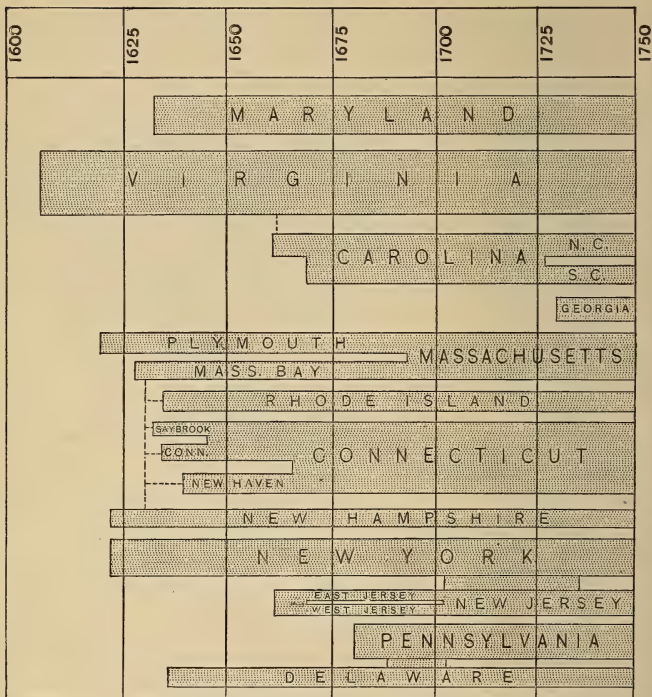 1600
1625
1650
1675
1700
1725
1750
MARYLAND
VIRGINIA
CAROLINA
N. C.
S. C.
GEORGIA
PLYMOUTH
MASSACHUSETTS
MASS. BAY
RHODE ISLAND
SAYBROOK
CONN.
CONNECTICUT
NEW HAVEN
NEW HAMPSHIRE
NEW YORK
EAST JERSEY
WEST JERSEY
NEW JERSEY
PENNSYLVANIA
DELAWARE